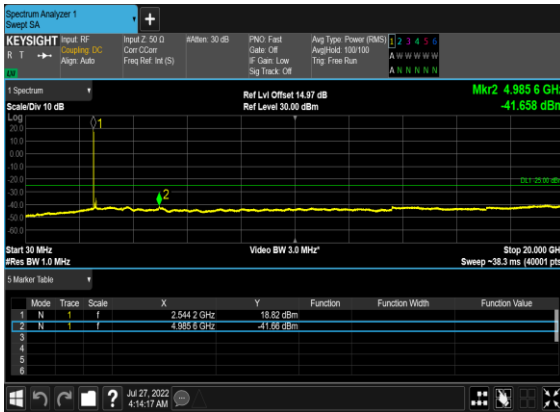 Spectrum Analyzer 1
Swept SA
+
KEYSIGHT
R T
Input: RF
Coupling: DC
Align: Auto
Input Z: 50 Ω
Corr CCorr
Freq Ref: Int (S)
#Atten: 30 dB
PNO: Fast
Gate: Off
IF Gain: Low
Sig Track: Off
Avg Type: Power (RMS)
Avg|Hold: 100/100
Trig: Free Run
1 2 3 4 5 6
A W W W W W
A N N N N N
1 Spectrum
Scale/Div 10 dB
Ref Lvl Offset 14.97 dB
Ref Level 30.00 dBm
Mkr2 4.985 6 GHz
-41.658 dBm
Log
20.0
10.0
0.00
-10.0
-20.0
-30.0
-40.0
-50.0
-60.0
1
2
DL1 -25.00 dBm
Start 30 MHz
#Res BW 1.0 MHz
Video BW 3.0 MHz*
Stop 20.000 GHz
Sweep ~38.3 ms (40001 pts)
5 Marker Table
Mode Trace Scale X Y Function Function Width Function Value
1 N 1 f 2.544 2 GHz 18.82 dBm
2 N 1 f 4.985 6 GHz -41.66 dBm
3
4
5
6
?
Jul 27, 2022
4:14:17 AM